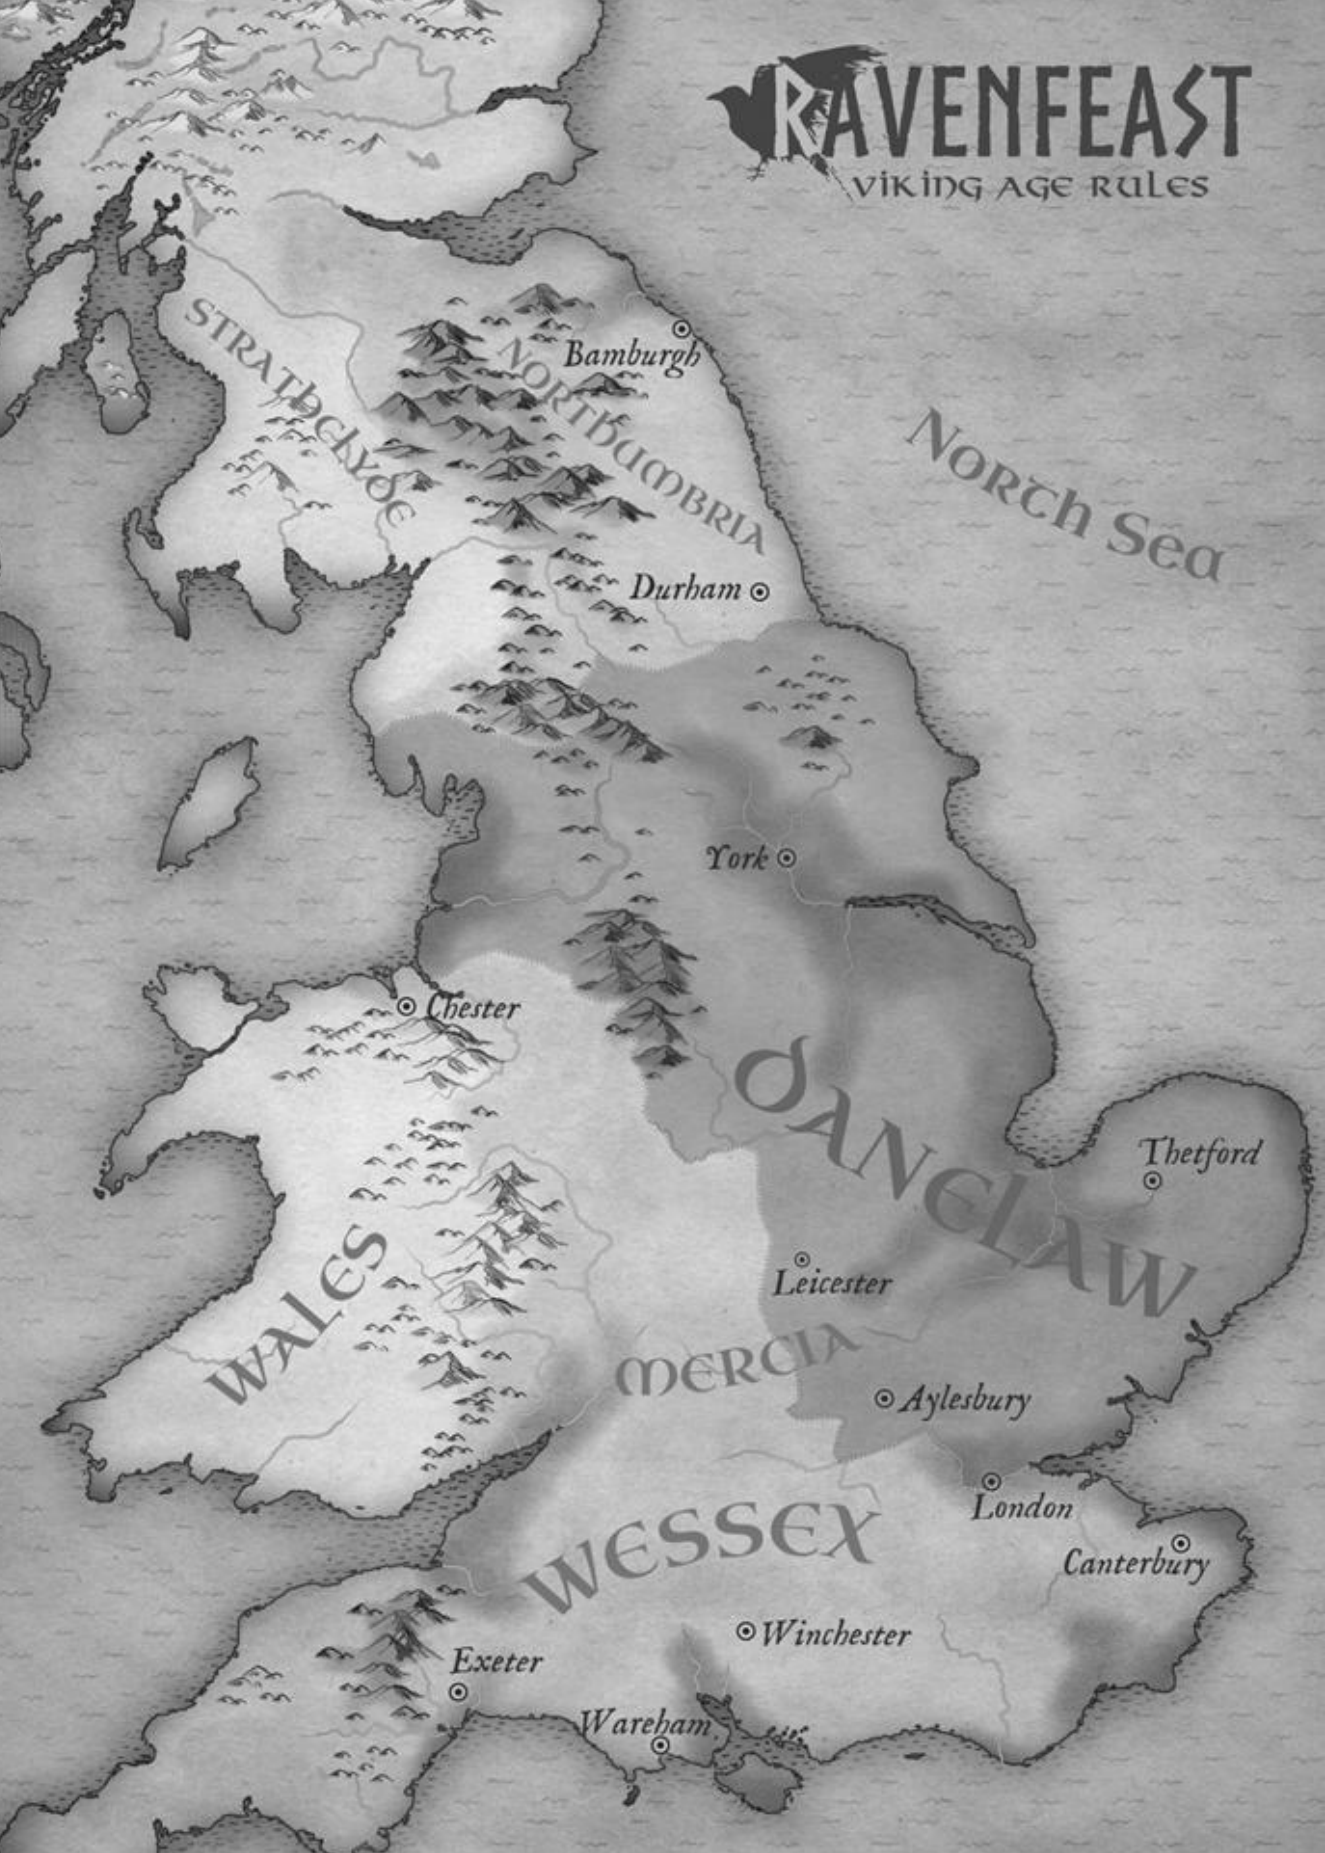 RAVENFEAST
VIKING AGE RULES
STRATHCLYDE
NORTHUMBRIA
Bamburgh
North Sea
Durham
York
Chester
DANELAW
Thetford
WALES
Leicester
MERCIA
Aylesbury
London
WESSEX
Canterbury
Winchester
Exeter
Wareham